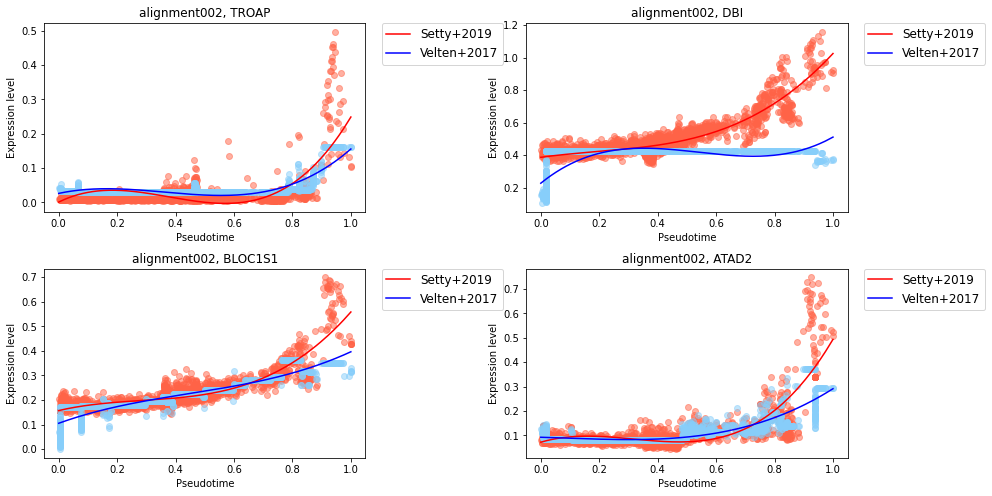 alignment002, TROAP
Expression level
0.5
0.4
0.3
0.2
0.1
0.0
0.0 0.2 0.4 0.6 0.8 1.0
Pseudotime
Setty+2019
Velten+2017
alignment002, DBI
Expression level
1.2
1.0
0.8
0.6
0.4
0.2
0.0 0.2 0.4 0.6 0.8 1.0
Pseudotime
Setty+2019
Velten+2017
alignment002, BLOC1S1
Expression level
0.7
0.6
0.5
0.4
0.3
0.2
0.1
0.0
0.0 0.2 0.4 0.6 0.8 1.0
Pseudotime
Setty+2019
Velten+2017
alignment002, ATAD2
Expression level
0.7
0.6
0.5
0.4
0.3
0.2
0.1
0.0 0.2 0.4 0.6 0.8 1.0
Pseudotime
Setty+2019
Velten+2017